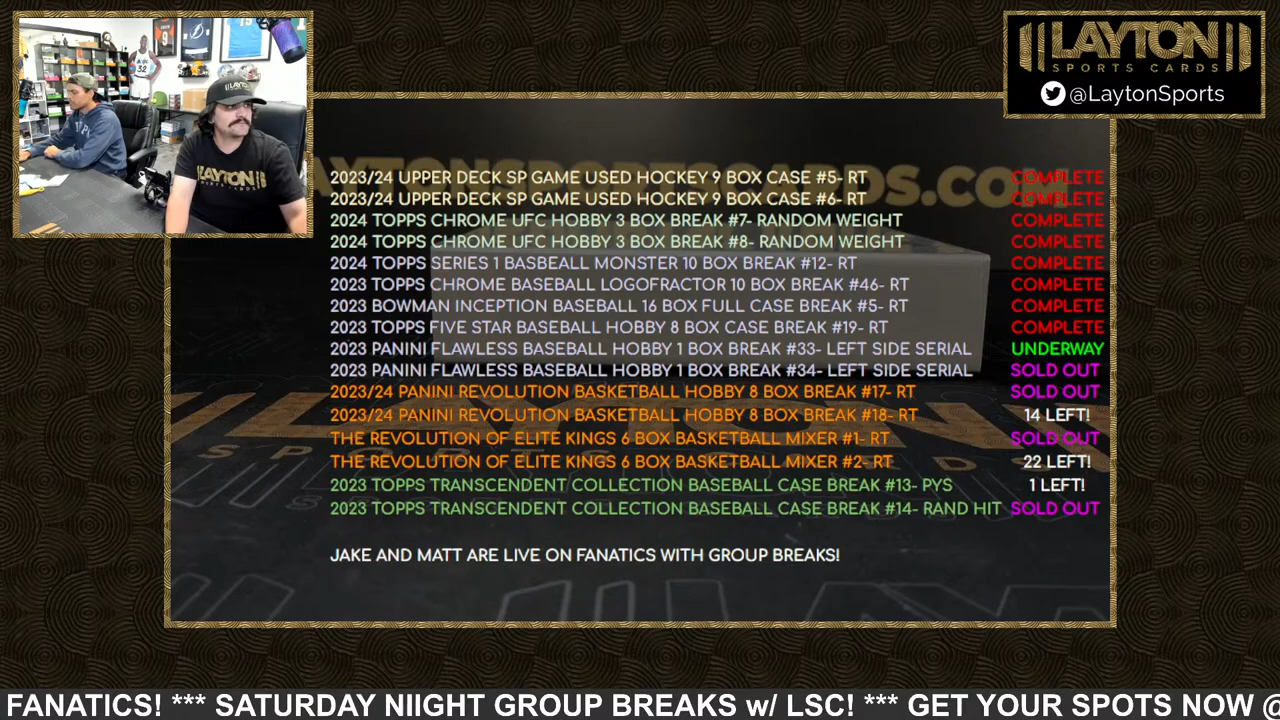 LAYTON
SPORTS CARDS
@LaytonSports
LAYTONSPORTSCARDS.COM
2023/24 UPPER DECK SP GAME USED HOCKEY 9 BOX CASE #5- RT COMPLETE
2023/24 UPPER DECK SP GAME USED HOCKEY 9 BOX CASE #6- RT COMPLETE
2024 TOPPS CHROME UFC HOBBY 3 BOX BREAK #7- RANDOM WEIGHT COMPLETE
2024 TOPPS CHROME UFC HOBBY 3 BOX BREAK #8- RANDOM WEIGHT COMPLETE
2024 TOPPS SERIES 1 BASBEALL MONSTER 10 BOX BREAK #12- RT COMPLETE
2023 TOPPS CHROME BASEBALL LOGOFRACTOR 10 BOX BREAK #46- RT COMPLETE
2023 BOWMAN INCEPTION BASEBALL 16 BOX FULL CASE BREAK #5- RT COMPLETE
2023 TOPPS FIVE STAR BASEBALL HOBBY 8 BOX CASE BREAK #19- RT COMPLETE
2023 PANINI FLAWLESS BASEBALL HOBBY 1 BOX BREAK #33- LEFT SIDE SERIAL UNDERWAY
2023 PANINI FLAWLESS BASEBALL HOBBY 1 BOX BREAK #34- LEFT SIDE SERIAL SOLD OUT
2023/24 PANINI REVOLUTION BASKETBALL HOBBY 8 BOX BREAK #17- RT SOLD OUT
2023/24 PANINI REVOLUTION BASKETBALL HOBBY 8 BOX BREAK #18- RT 14 LEFT!
THE REVOLUTION OF ELITE KINGS 6 BOX BASKETBALL MIXER #1- RT SOLD OUT
THE REVOLUTION OF ELITE KINGS 6 BOX BASKETBALL MIXER #2- RT 22 LEFT!
2023 TOPPS TRANSCENDENT COLLECTION BASEBALL CASE BREAK #13- PYS 1 LEFT!
2023 TOPPS TRANSCENDENT COLLECTION BASEBALL CASE BREAK #14- RAND HIT SOLD OUT
JAKE AND MATT ARE LIVE ON FANATICS WITH GROUP BREAKS!
FANATICS! *** SATURDAY NIIGHT GROUP BREAKS w/ LSC! *** GET YOUR SPOTS NOW @